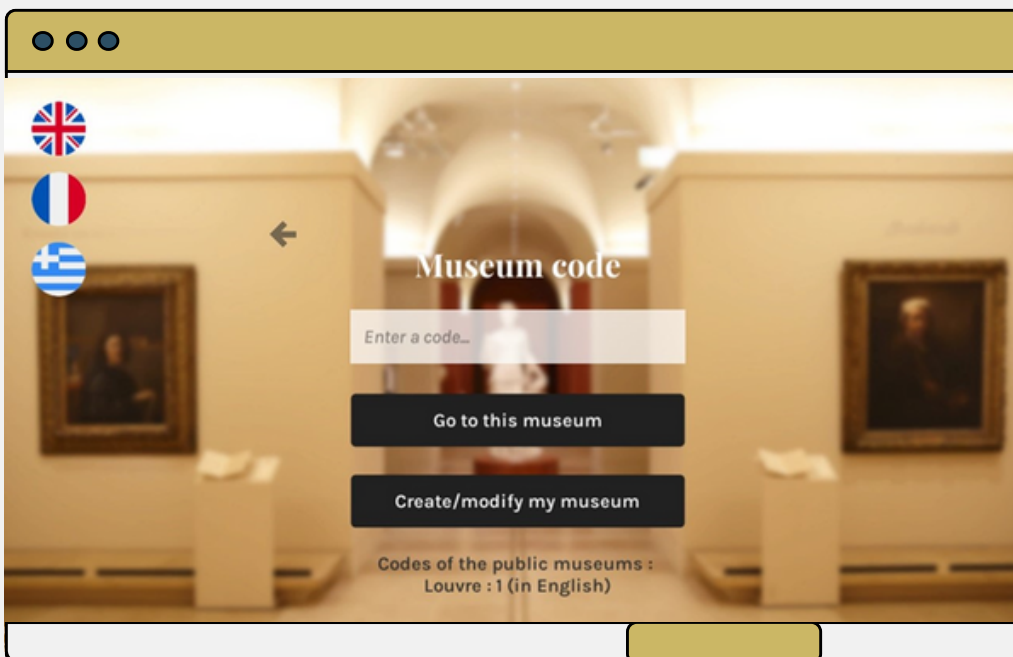 Museum code
Enter a code...
Go to this museum
Create/modify my museum
Codes of the public museums :
Louvre : 1 (in English)